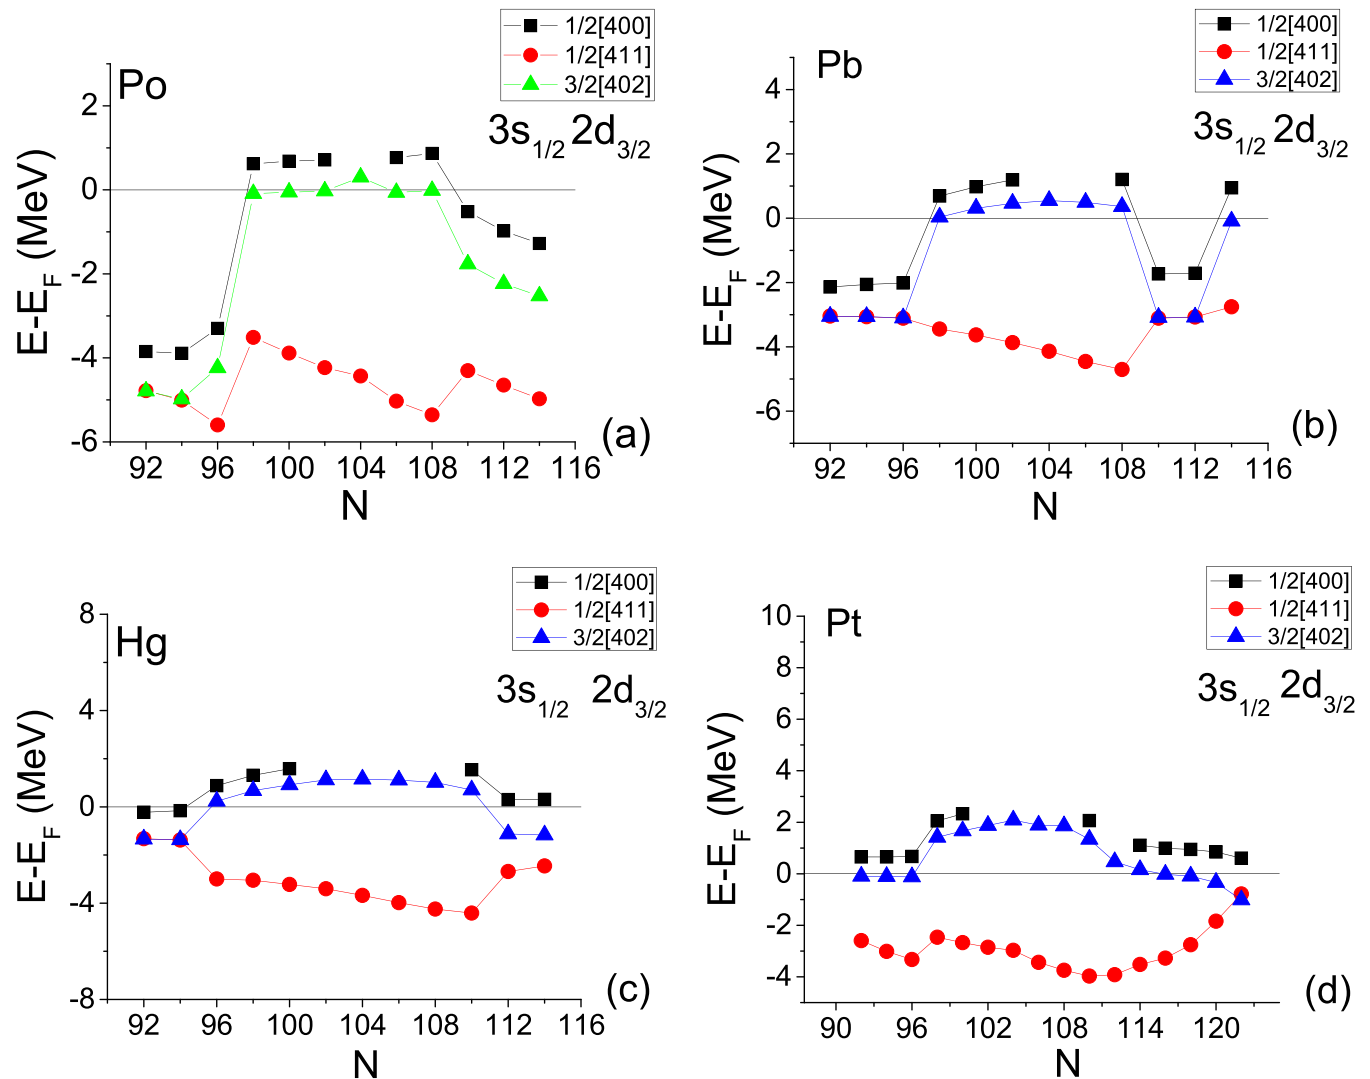 Po
1/2[400]
1/2[411]
3/2[402]
3s1/2 2d3/2
E-EF (MeV)
2
0
-2
-4
-6
92 96 100 104 108 112 116
N
(a)
Pb
1/2[400]
1/2[411]
3/2[402]
3s1/2 2d3/2
E-EF (MeV)
4
2
0
-2
-4
-6
92 96 100 104 108 112 116
N
(b)
Hg
1/2[400]
1/2[411]
3/2[402]
3s1/2 2d3/2
E-EF (MeV)
8
4
0
-4
-8
92 96 100 104 108 112 116
N
(c)
Pt
1/2[400]
1/2[411]
3/2[402]
3s1/2 2d3/2
E-EF (MeV)
10
8
6
4
2
0
-2
-4
90 96 102 108 114 120
N
(d)